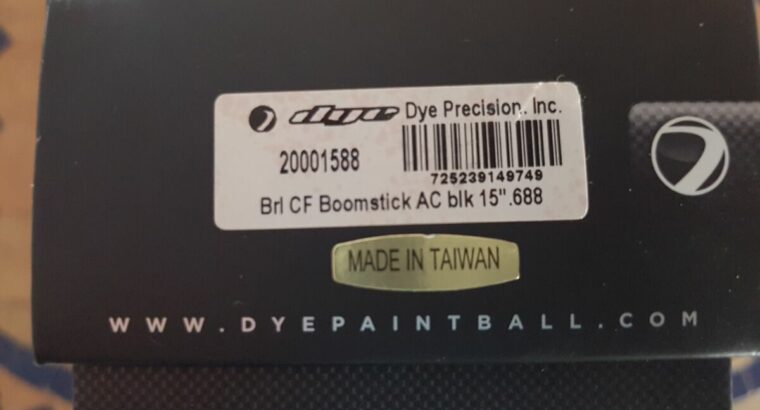 dye Dye Precision, Inc.
20001588
725239149749
Brl CF Boomstick AC blk 15".688
MADE IN TAIWAN
WWW.DYEPAINTBALL.COM